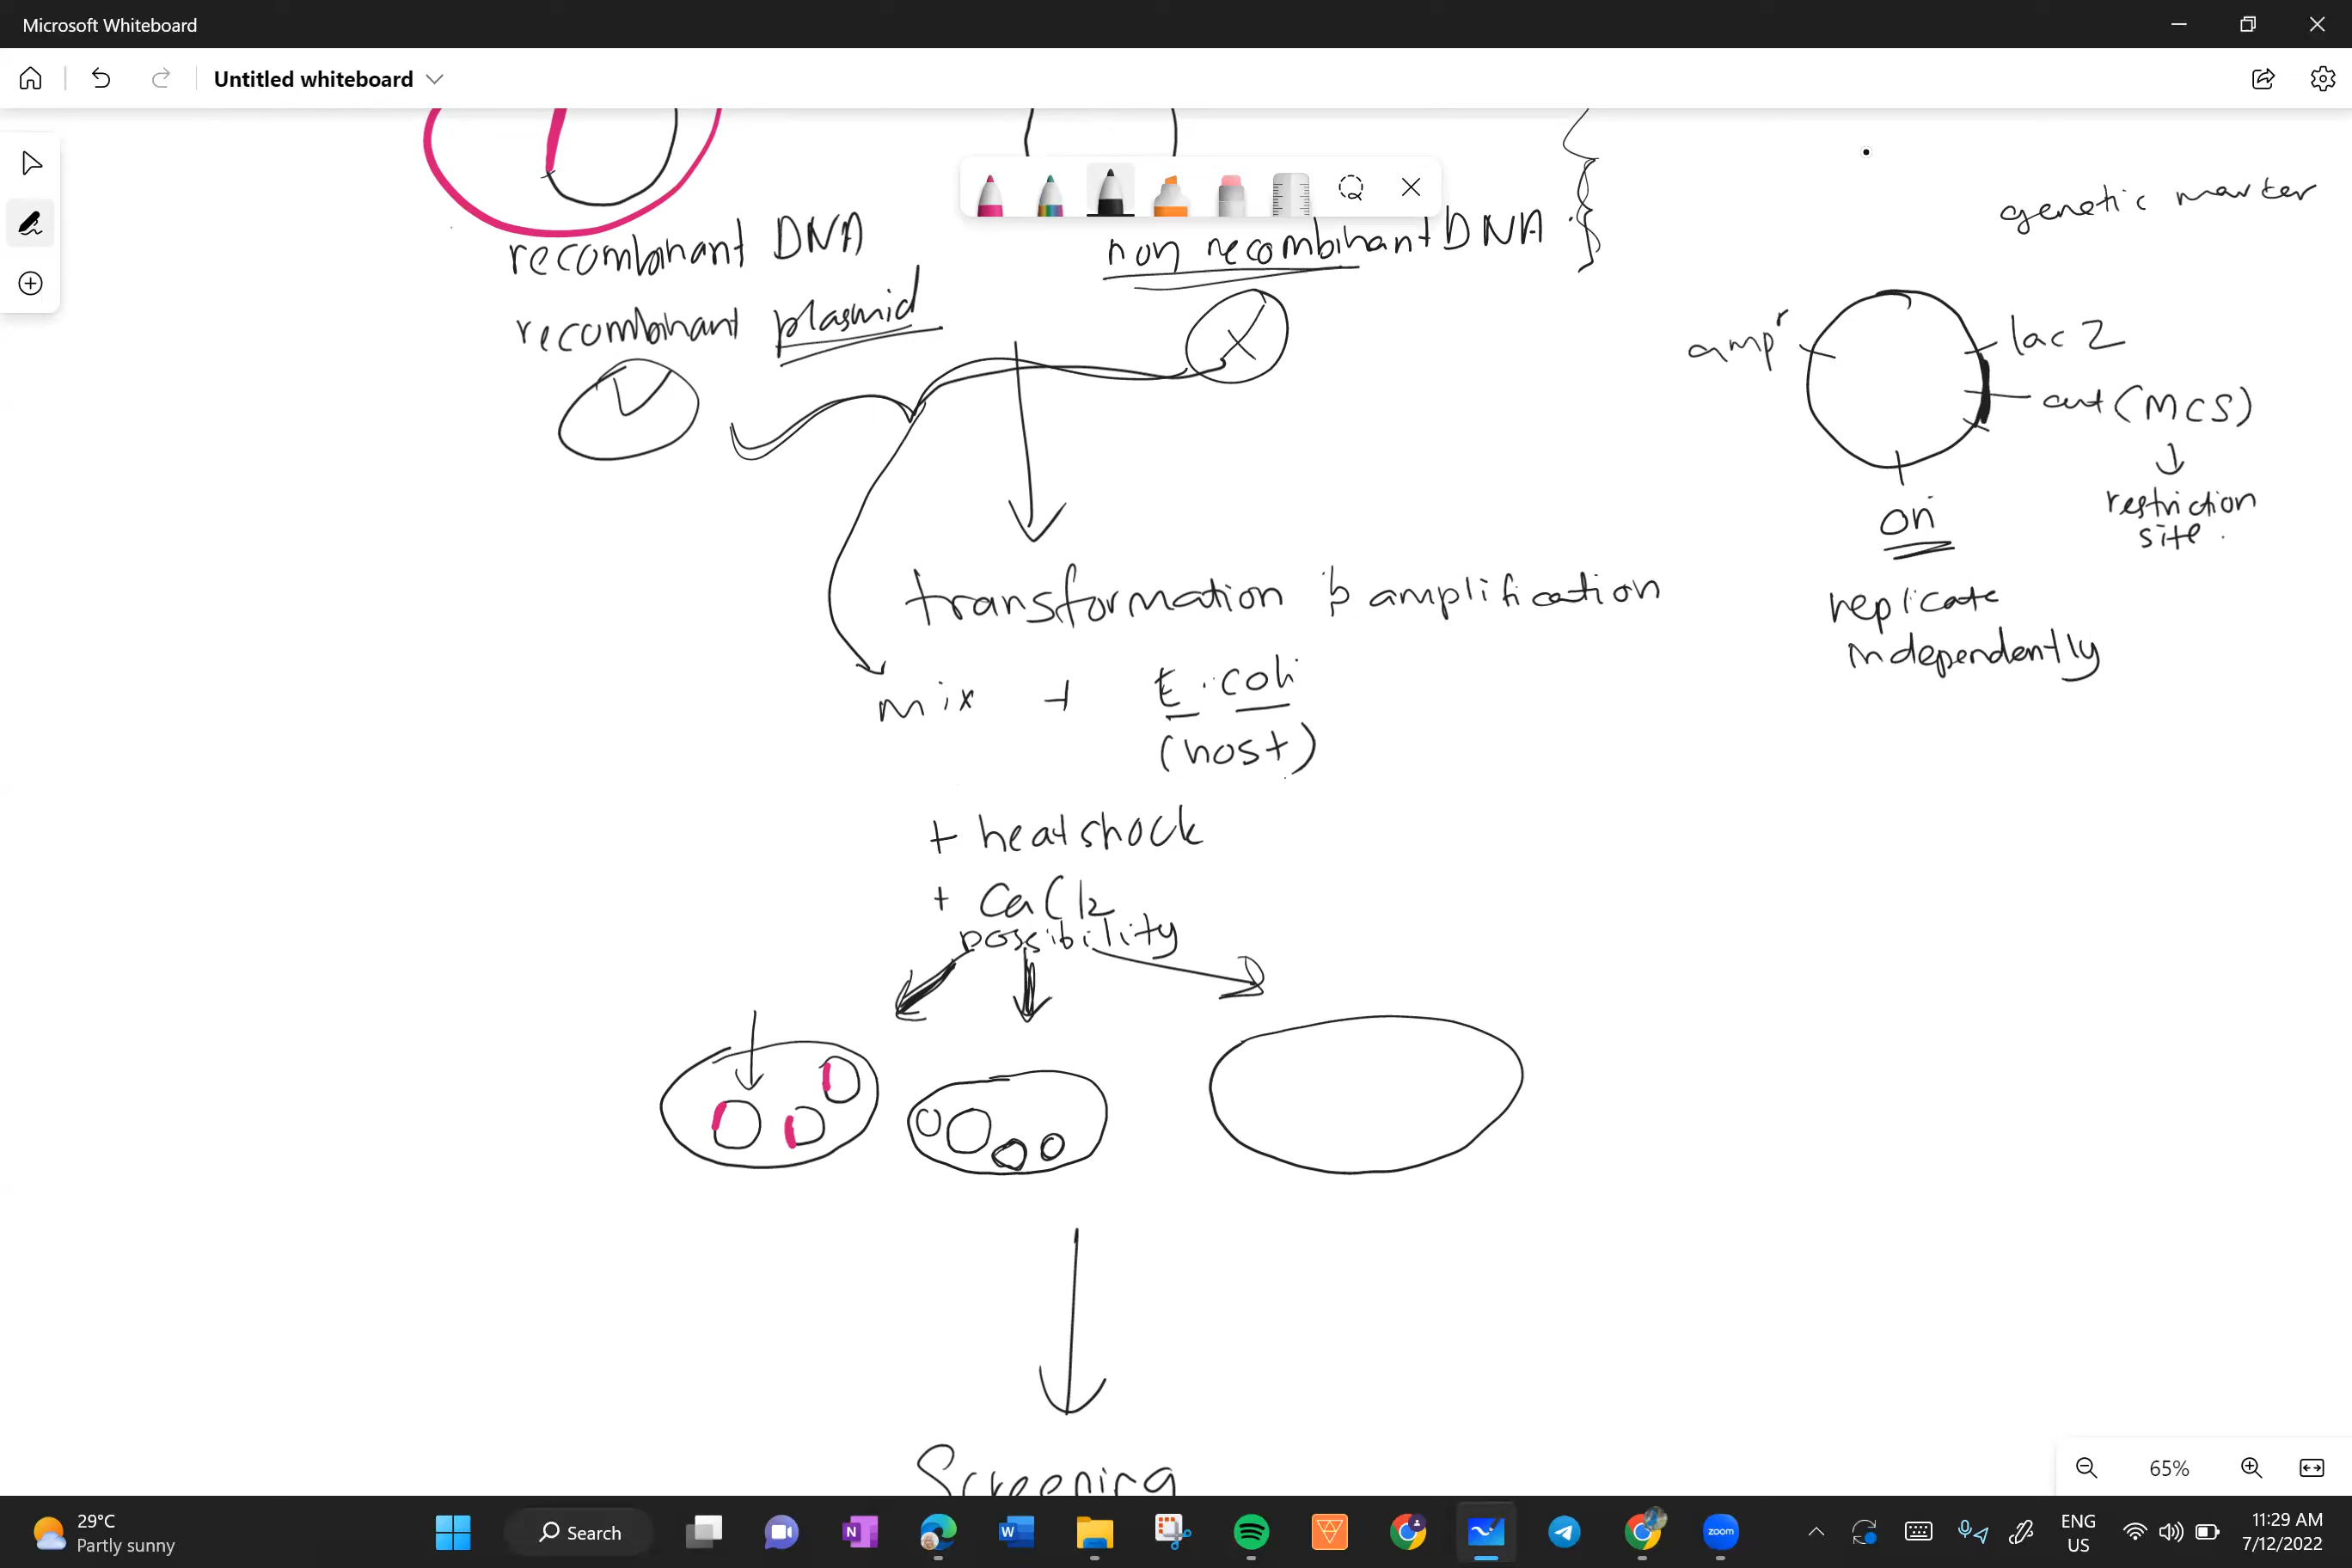 Microsoft Whiteboard
Untitled whiteboard
genetic marker
recombinant DNA
non recombinant DNA
recombinant plasmid
amp r
lac Z
cut (MCS)
restriction
site.
ori
replicate
independently
transformation & amplification
mix + E. coli
(host)
+ heat shock
+ CaCl2
possibility
Screening
65%
29°C
Partly sunny
Search
zoom
ENG
US
11:29 AM
7/12/2022